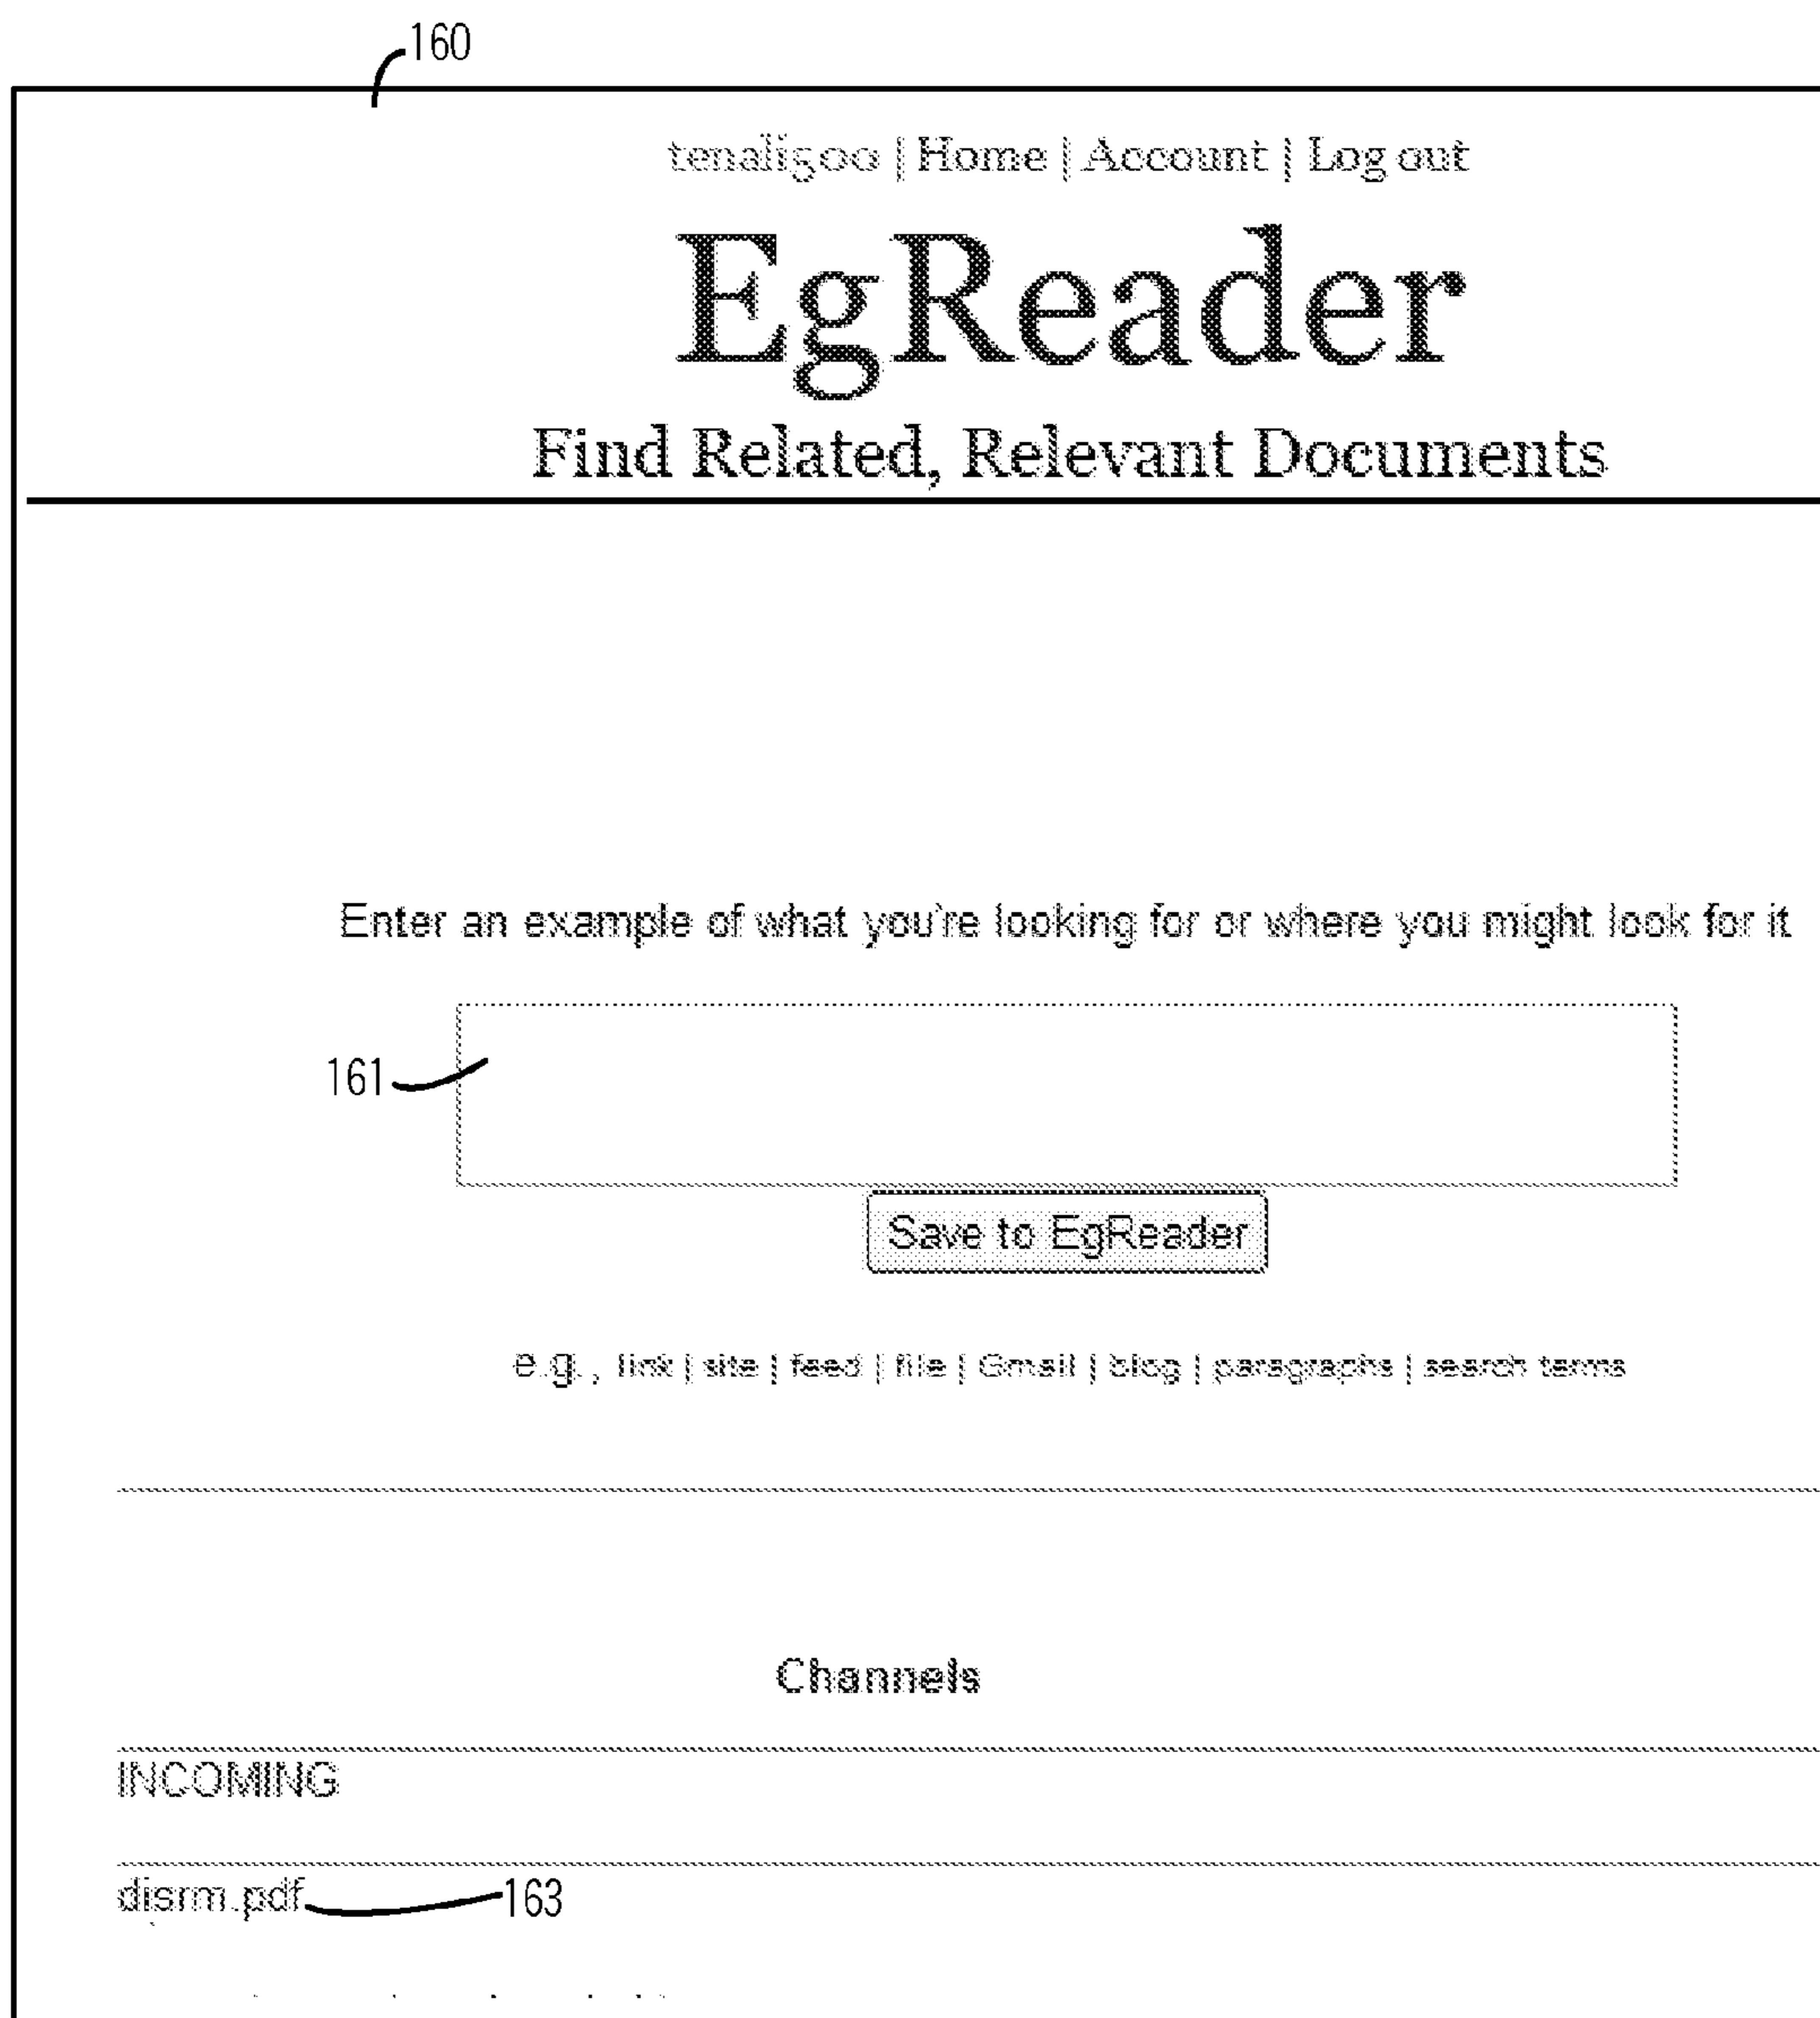 160
tenali500 | Home | Account | Log out
EgReader
Find Related, Relevant Documents
Enter an example of what you're looking for or where you might look for it
161
Save to EgReader
e.g., link | site | feed | file | Gmail | blog | paragraphs | search terms
Channels
INCOMING
disrm.pdf 163